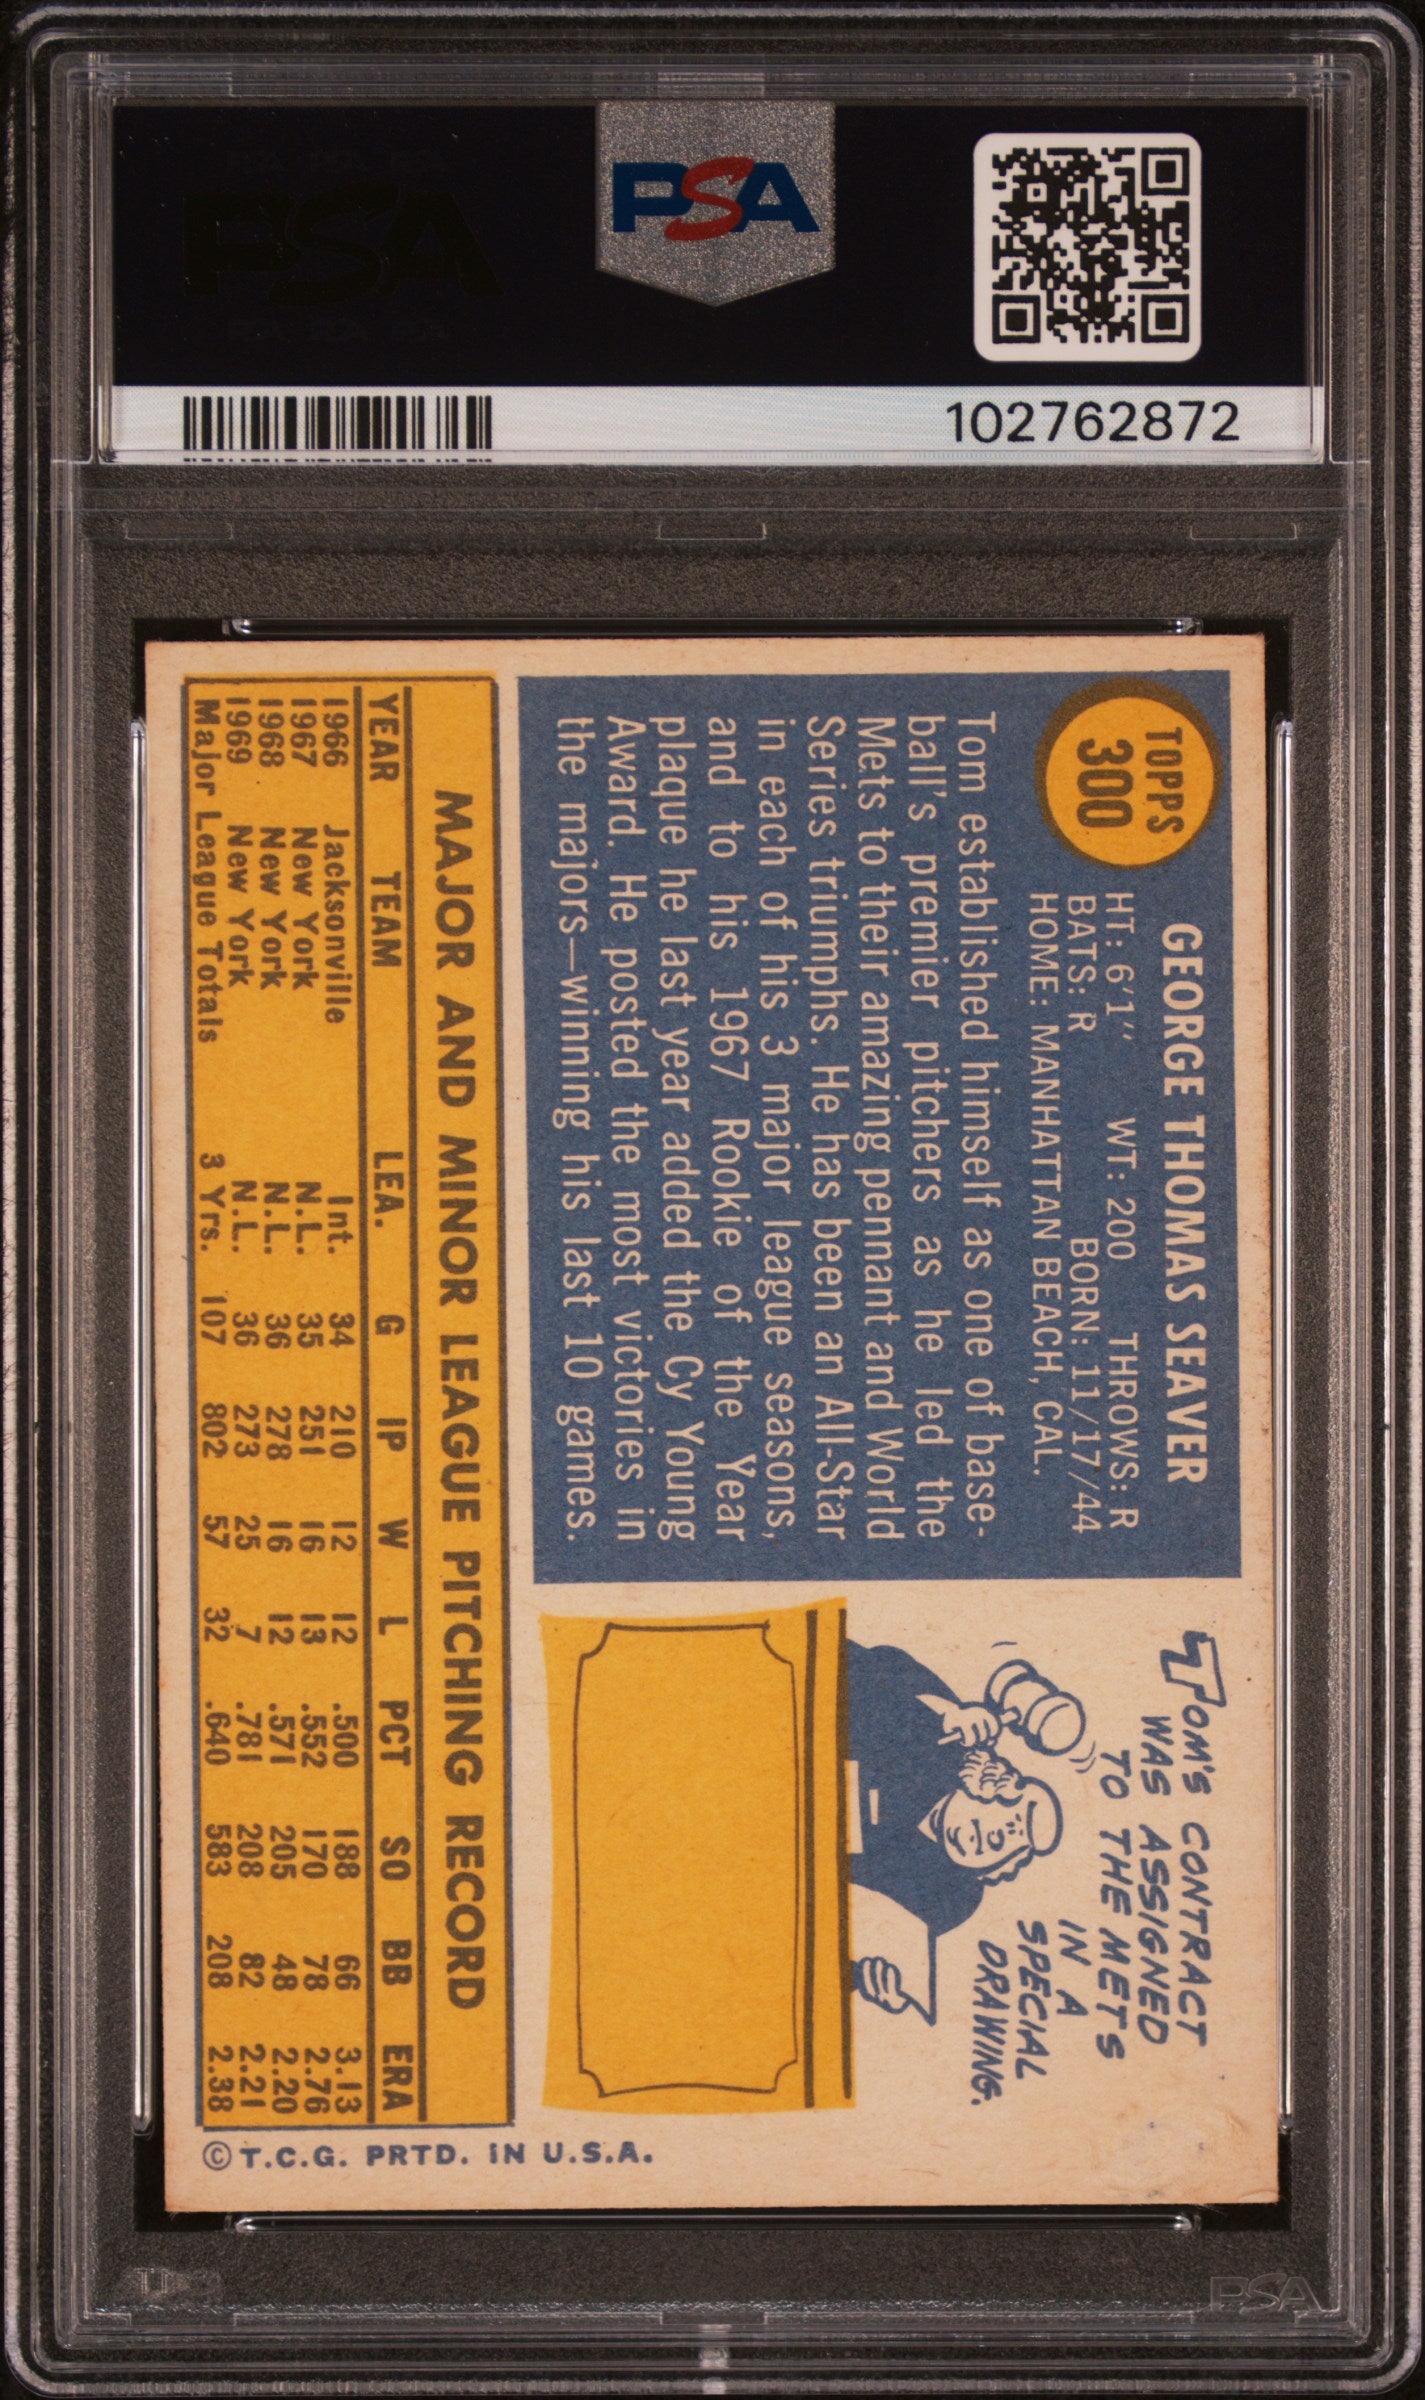 PSA
PSA
102762872
TOPPS
300
GEORGE THOMAS SEAVER
HT: 6'1" WT: 200 THROWS: R
BATS: R BORN: 11/17/44
HOME: MANHATTAN BEACH, CAL.
Tom established himself as one of base-
ball's premier pitchers as he led the
Mets to their amazing pennant and World
Series triumphs. He has been an All-Star
in each of his 3 major league seasons,
and to his 1967 Rookie of the Year
plaque he last year added the Cy Young
Award. He posted the most victories in
the majors—winning his last 10 games.
TOM'S CONTRACT
WAS ASSIGNED
TO THE METS
IN A
SPECIAL
DRAWING.
MAJOR AND MINOR LEAGUE PITCHING RECORD
YEAR TEAM LEA. G IP W L PCT SO BB ERA
1966 Jacksonville Int. 34 210 12 12 .500 188 66 3.13
1967 New York N.L. 35 251 16 13 .552 170 78 2.76
1968 New York N.L. 36 278 16 12 .571 205 48 2.20
1969 New York N.L. 36 273 25 7 .781 208 82 2.21
Major League Totals 3 Yrs. 107 802 57 32 .640 583 208 2.38
© T.C.G. PRTD. IN U.S.A.
PSA